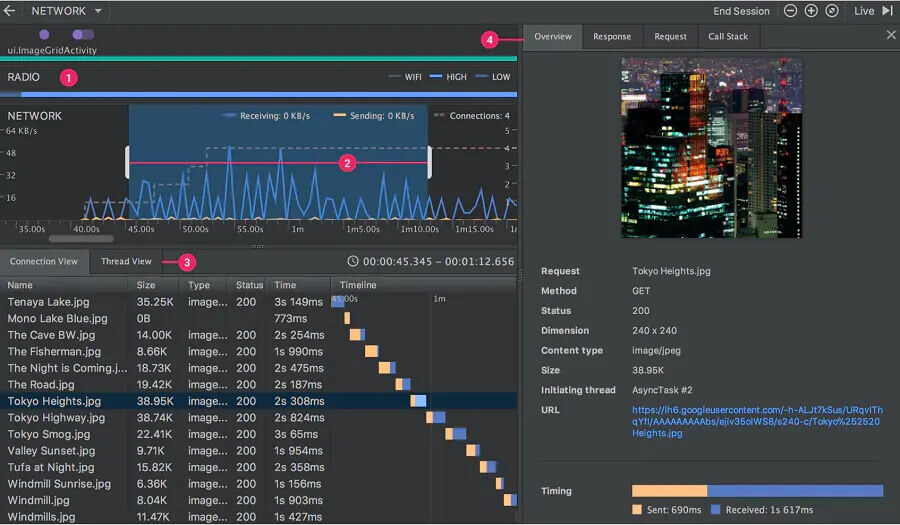 NETWORK
End Session
Live
ui.ImageGridActivity
RADIO
1
WIFI
HIGH
LOW
NETWORK
Receiving: 0 KB/s
Sending: 0 KB/s
Connections: 4
64 KB/s
5
48
4
32
3
16
2
1
2
35.00s
40.00s
45.00s
50.00s
55.00s
1m
1m5.00s
1m10.00s
1m15.00s
Connection View
Thread View
3
00:00:45.345 – 00:01:12.656
Name Size Type Status Time Timeline
45.00s 1m
Tenaya Lake.jpg 35.25K image... 200 3s 149ms
Mono Lake Blue.jpg 0B 773ms
The Cave BW.jpg 14.00K image... 200 2s 254ms
The Fisherman.jpg 8.66K image... 200 1s 990ms
The Night is Coming.j... 18.73K image... 200 2s 475ms
The Road.jpg 19.42K image... 200 2s 187ms
Tokyo Heights.jpg 38.95K image... 200 2s 308ms
Tokyo Highway.jpg 38.74K image... 200 2s 824ms
Tokyo Smog.jpg 22.41K image... 200 3s 65ms
Valley Sunset.jpg 9.71K image... 200 1s 954ms
Tufa at Night.jpg 15.82K image... 200 2s 358ms
Windmill Sunrise.jpg 6.36K image... 200 1s 156ms
Windmill.jpg 8.04K image... 200 1s 903ms
Windmills.jpg 11.47K image... 200 1s 427ms
4
Overview
Response
Request
Call Stack
Request Tokyo Heights.jpg
Method GET
Status 200
Dimension 240 x 240
Content type image/jpeg
Size 38.95K
Initiating thread AsyncTask #2
URL https://lh6.googleusercontent.com/-h-ALJt7kSus/URqvITh
qYfI/AAAAAAAAAbs/ejiv35olWS8/s240-c/Tokyo%252520
Heights.jpg
Timing
Sent: 690ms Received: 1s 617ms